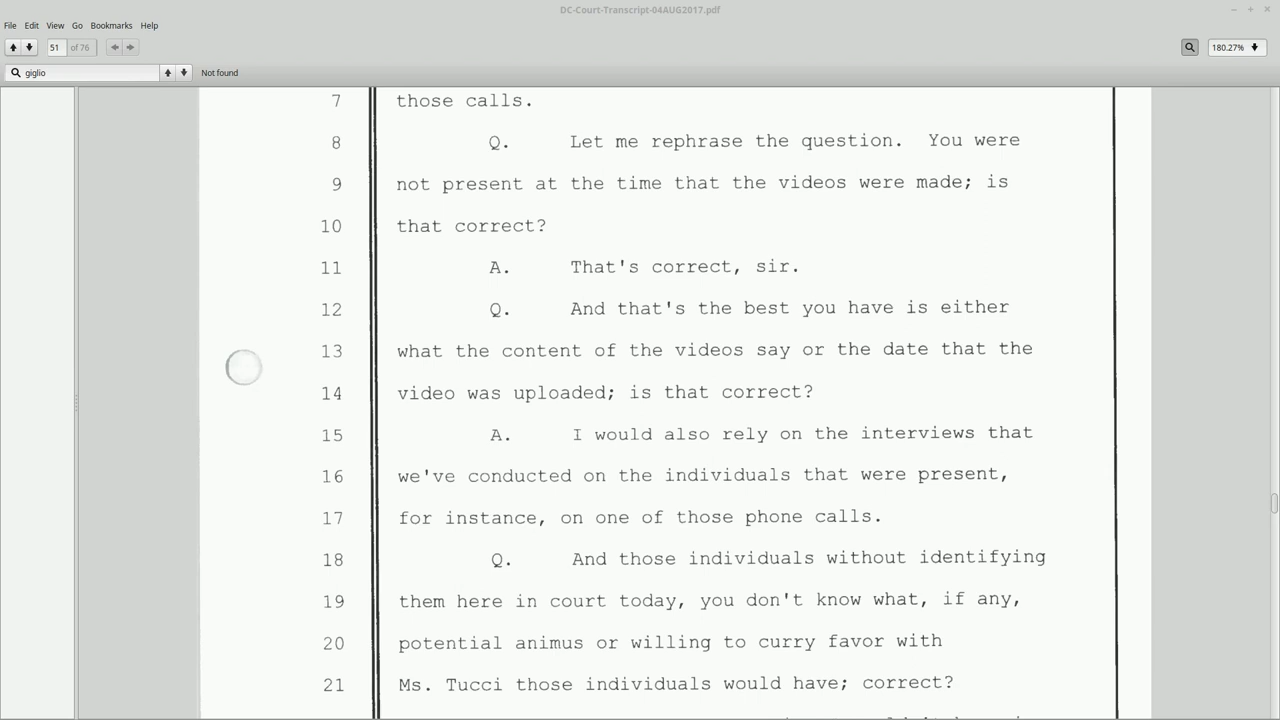 DC-Court-Transcript-04AUG2017.pdf
File Edit View Go Bookmarks Help
51 of 76
180.27%
giglio
Not found
7 those calls.
8 Q. Let me rephrase the question. You were
9 not present at the time that the videos were made; is
10 that correct?
11 A. That's correct, sir.
12 Q. And that's the best you have is either
13 what the content of the videos say or the date that the
14 video was uploaded; is that correct?
15 A. I would also rely on the interviews that
16 we've conducted on the individuals that were present,
17 for instance, on one of those phone calls.
18 Q. And those individuals without identifying
19 them here in court today, you don't know what, if any,
20 potential animus or willing to curry favor with
21 Ms. Tucci those individuals would have; correct?